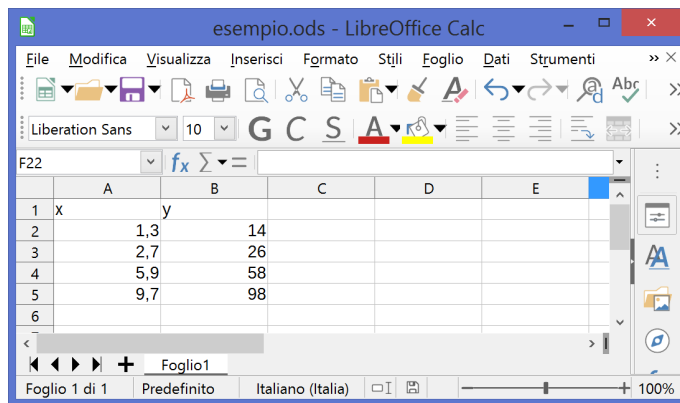 esempio.ods - LibreOffice Calc
File Modifica Visualizza Inserisci Formato Stili Foglio Dati Strumenti
Liberation Sans 10 G C S A
F22 fx Σ =
A B C D E
1 x y
2 1,3 14
3 2,7 26
4 5,9 58
5 9,7 98
6
Foglio1
Foglio 1 di 1 Predefinito Italiano (Italia) 100%